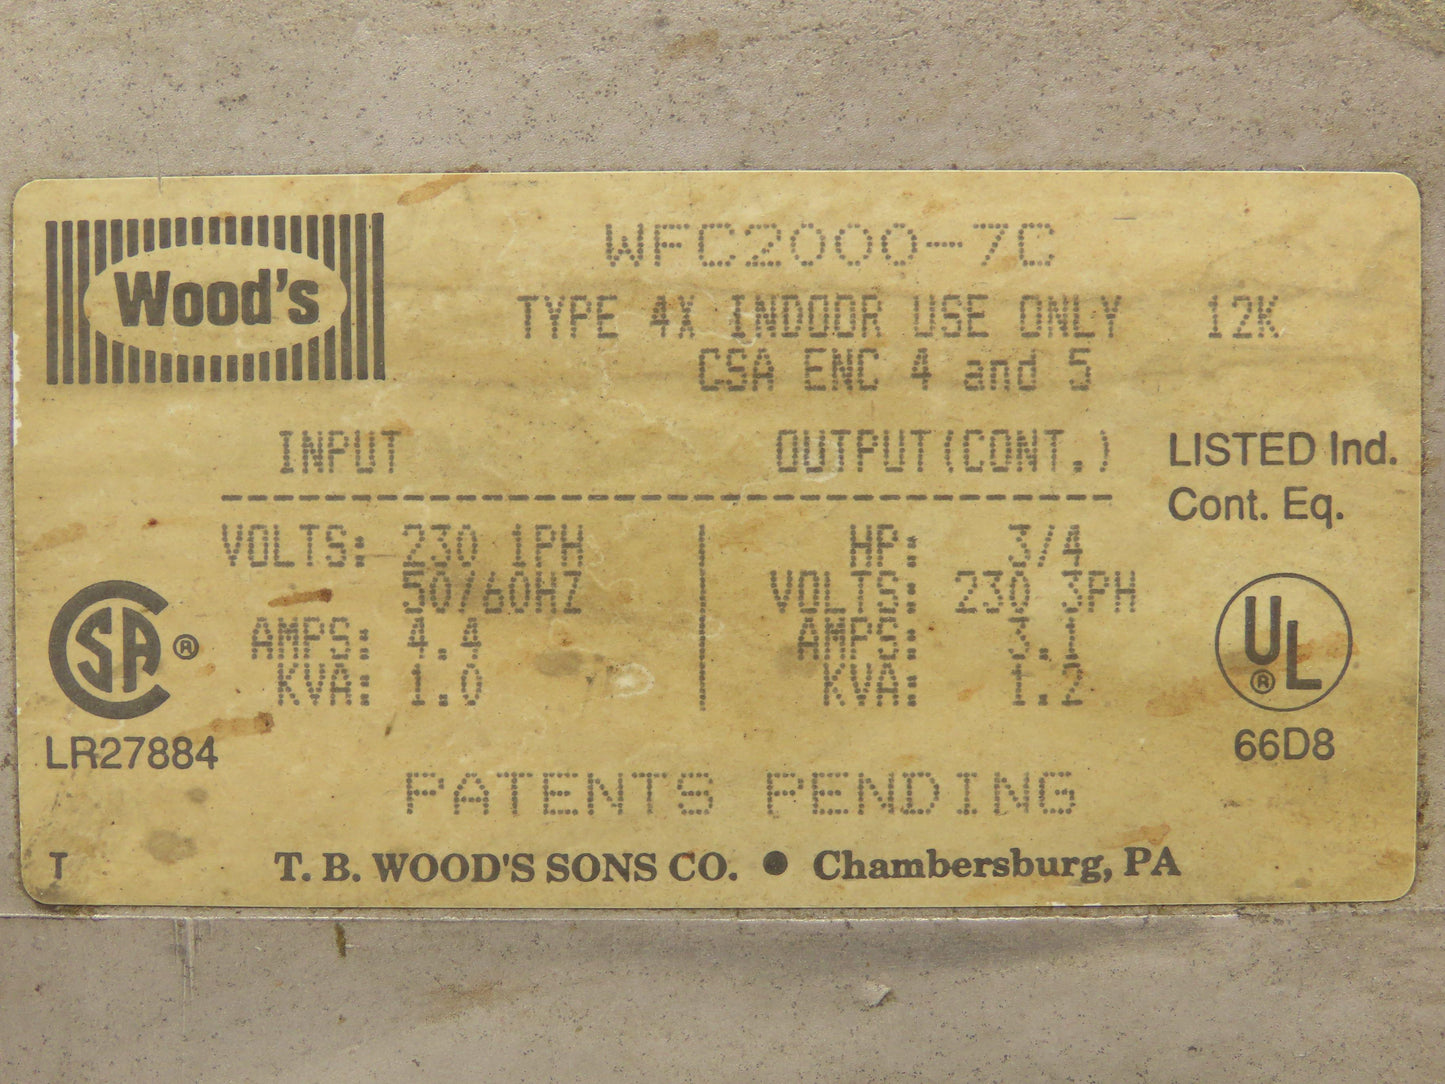 Wood's
WFC2000-7C
TYPE 4X INDOOR USE ONLY 12K
CSA ENC 4 and 5
INPUT OUTPUT(CONT.)
LISTED Ind.
Cont. Eq.
VOLTS: 230 1PH HP: 3/4
50/60HZ VOLTS: 230 3PH
AMPS: 4.4 AMPS: 3.1
KVA: 1.0 KVA: 1.2
CSA ®
LR27884
UL ®
66D8
PATENTS PENDING
T T. B. WOOD'S SONS CO. ● Chambersburg, PA